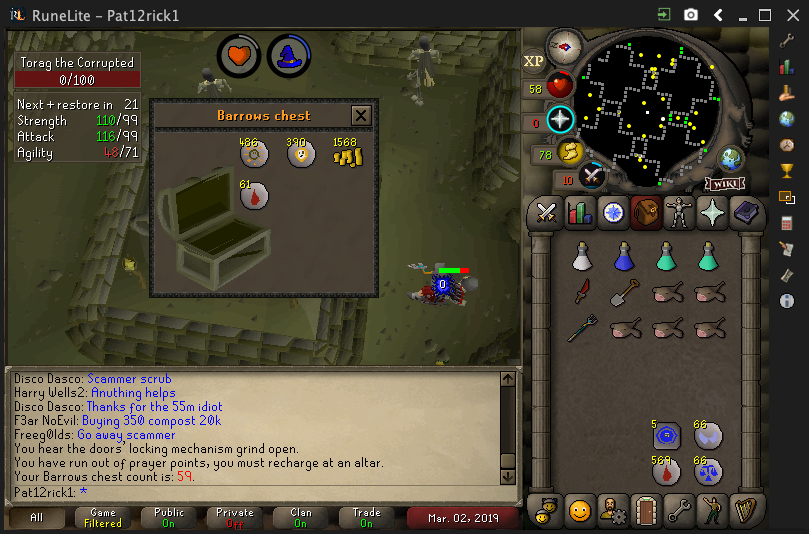 RuneLite - Pat12rick1
Torag the Corrupted
0/100
Next + restore in 21
Strength 110/99
Attack 116/99
Agility 48/71
Barrows chest
486
390
1568
61
0
XP
58
0
78
10
WIKI
5
66
569
66
Disco Dasco: Scammer scrub
Harry Wells2: Anything helps
Disco Dasco: Thanks for the 55m idiot
F3ar NoEvil: Buying 350 compost 20k
Freeg0lds: Go away scammer
You hear the doors' locking mechanism grind open.
You have run out of prayer points, you must recharge at an altar.
Your Barrows chest count is: 59.
Pat12rick1: *
All
Game
Filtered
Public
On
Private
Off
Clan
On
Trade
On
Mar. 02, 2019